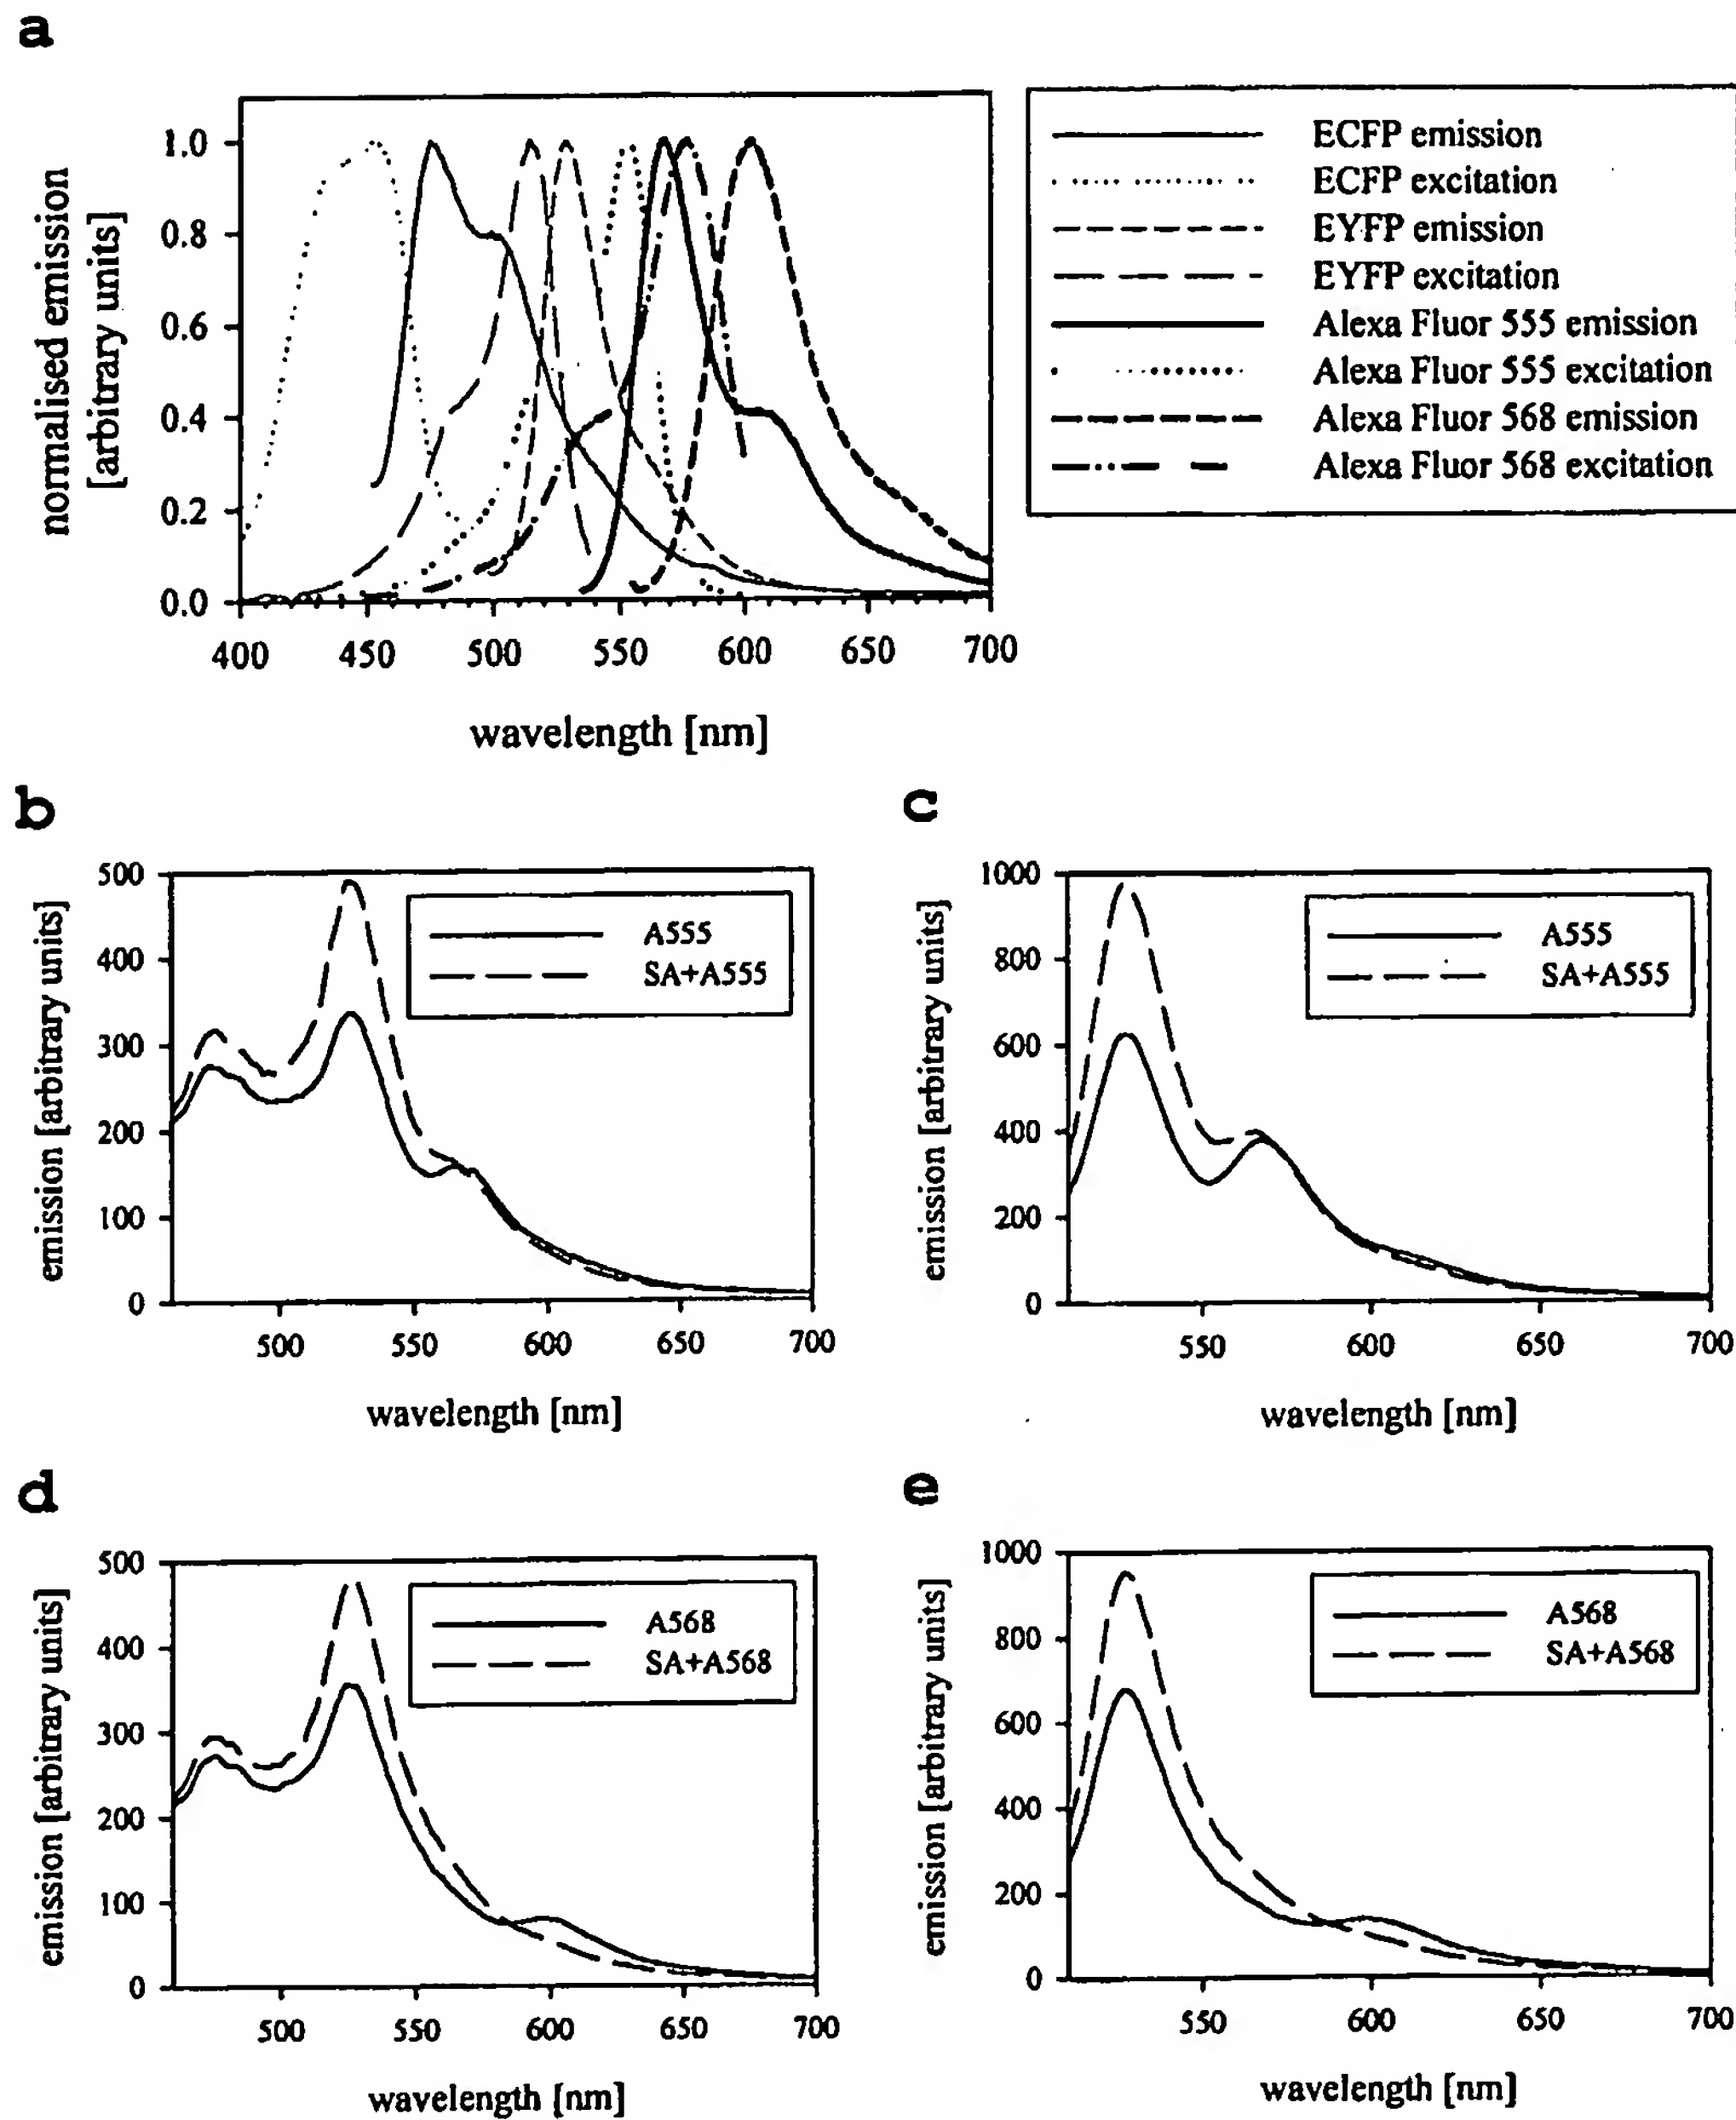 a
normalised emission
[arbitrary units]
1.0
0.8
0.6
0.4
0.2
0.0
400 450 500 550 600 650 700
wavelength [nm]
ECFP emission
ECFP excitation
EYFP emission
EYFP excitation
Alexa Fluor 555 emission
Alexa Fluor 555 excitation
Alexa Fluor 568 emission
Alexa Fluor 568 excitation
b
emission [arbitrary units]
500
400
300
200
100
0
A555
SA+A555
500 550 600 650 700
wavelength [nm]
c
emission [arbitrary units]
1000
800
600
400
200
0
A555
SA+A555
550 600 650 700
wavelength [nm]
d
emission [arbitrary units]
500
400
300
200
100
0
A568
SA+A568
500 550 600 650 700
wavelength [nm]
e
emission [arbitrary units]
1000
800
600
400
200
0
A568
SA+A568
550 600 650 700
wavelength [nm]